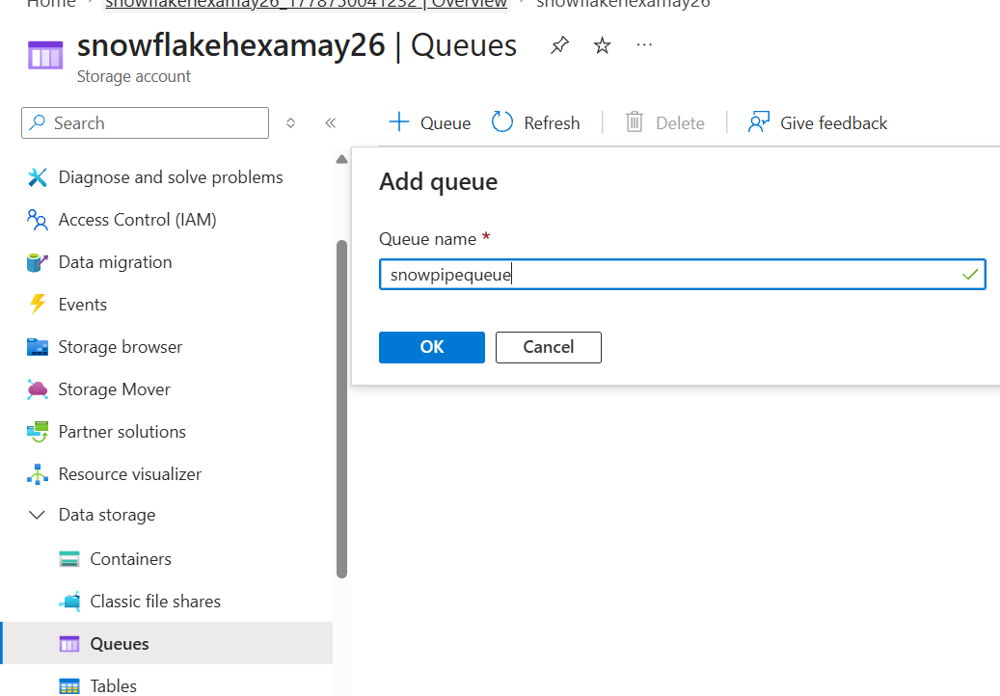 Home snowflakehexamay26_1778750041232 | Overview snowflakehexamay26
snowflakehexamay26 | Queues
Storage account
Search
Queue Refresh Delete Give feedback
Diagnose and solve problems
Access Control (IAM)
Data migration
Events
Storage browser
Storage Mover
Partner solutions
Resource visualizer
Data storage
Containers
Classic file shares
Queues
Tables
Add queue
Queue name *
snowpipequeue
OK Cancel